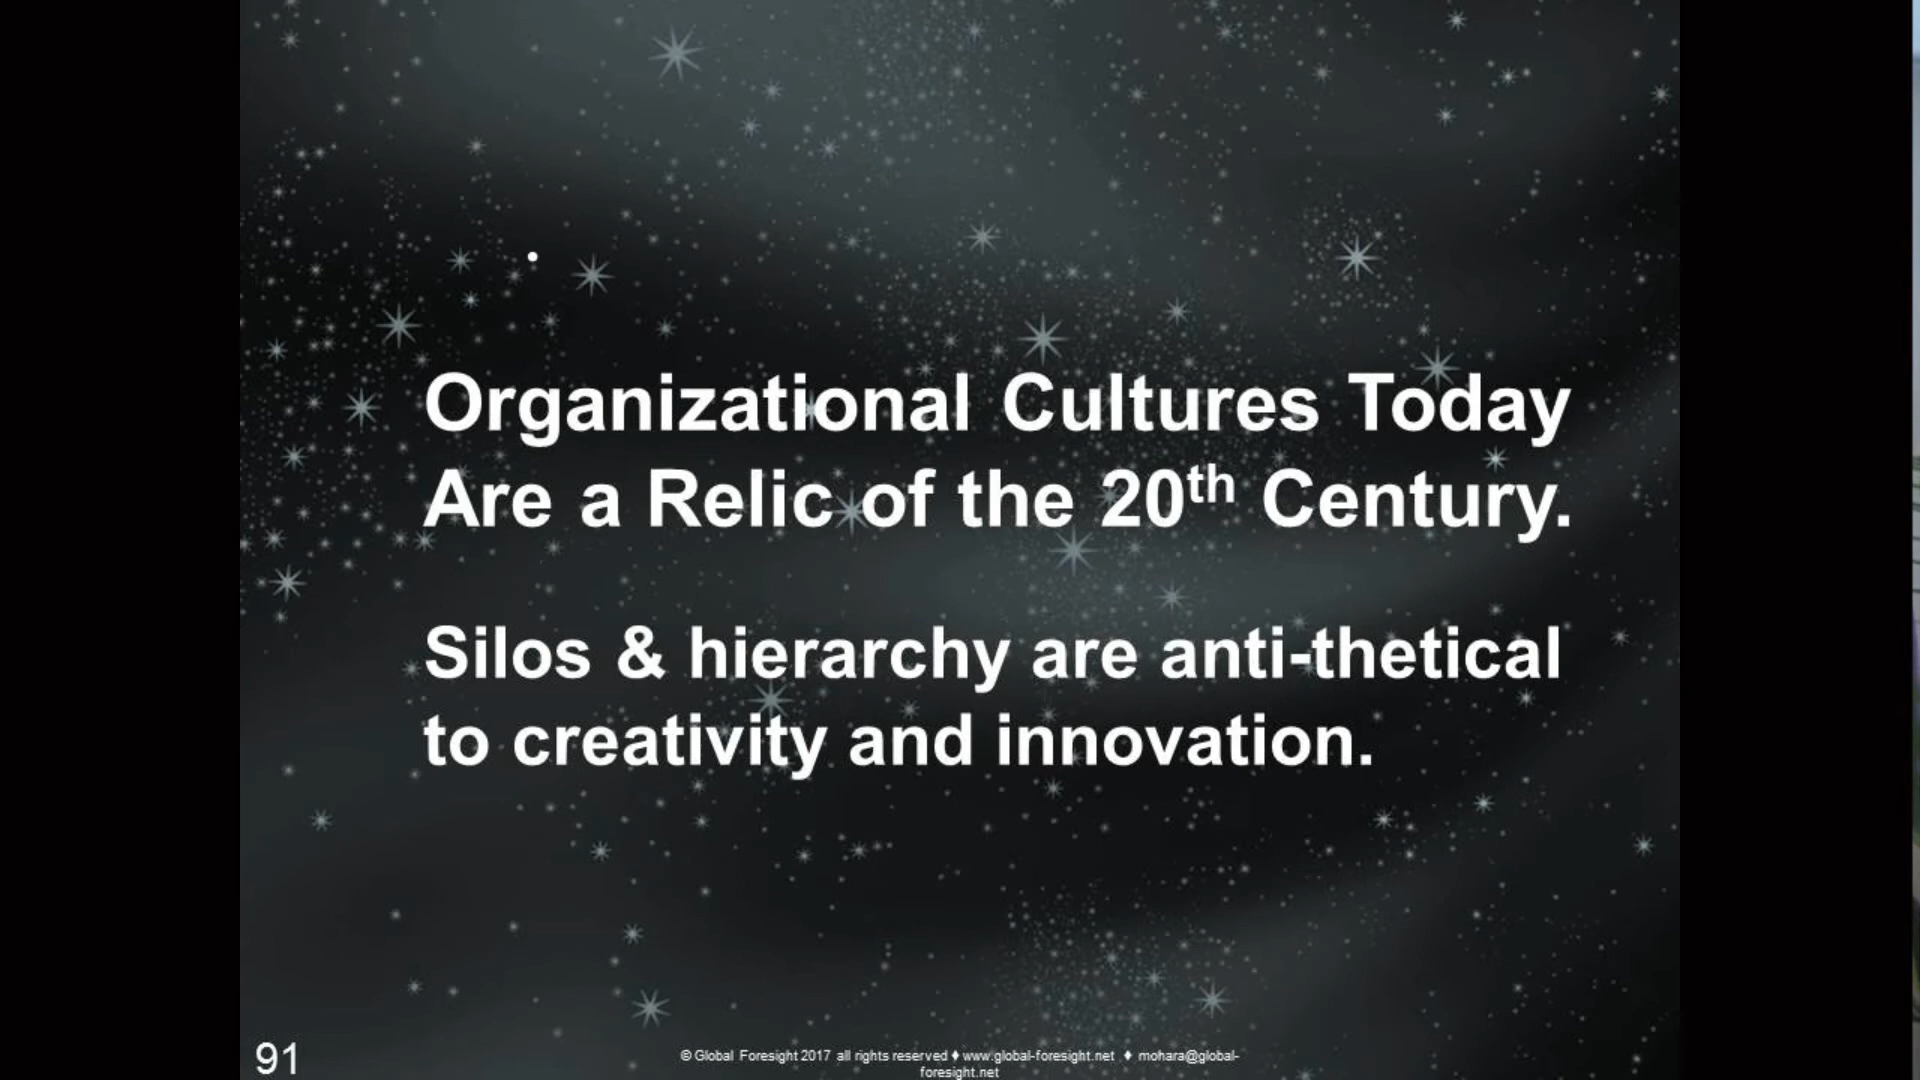 Organizational Cultures Today
Are a Relic of the 20th Century.
Silos & hierarchy are anti-thetical
to creativity and innovation.
91
© Global Foresight 2017 all rights reserved ♦ www.global-foresight.net ♦ mohara@global-
foresight.net